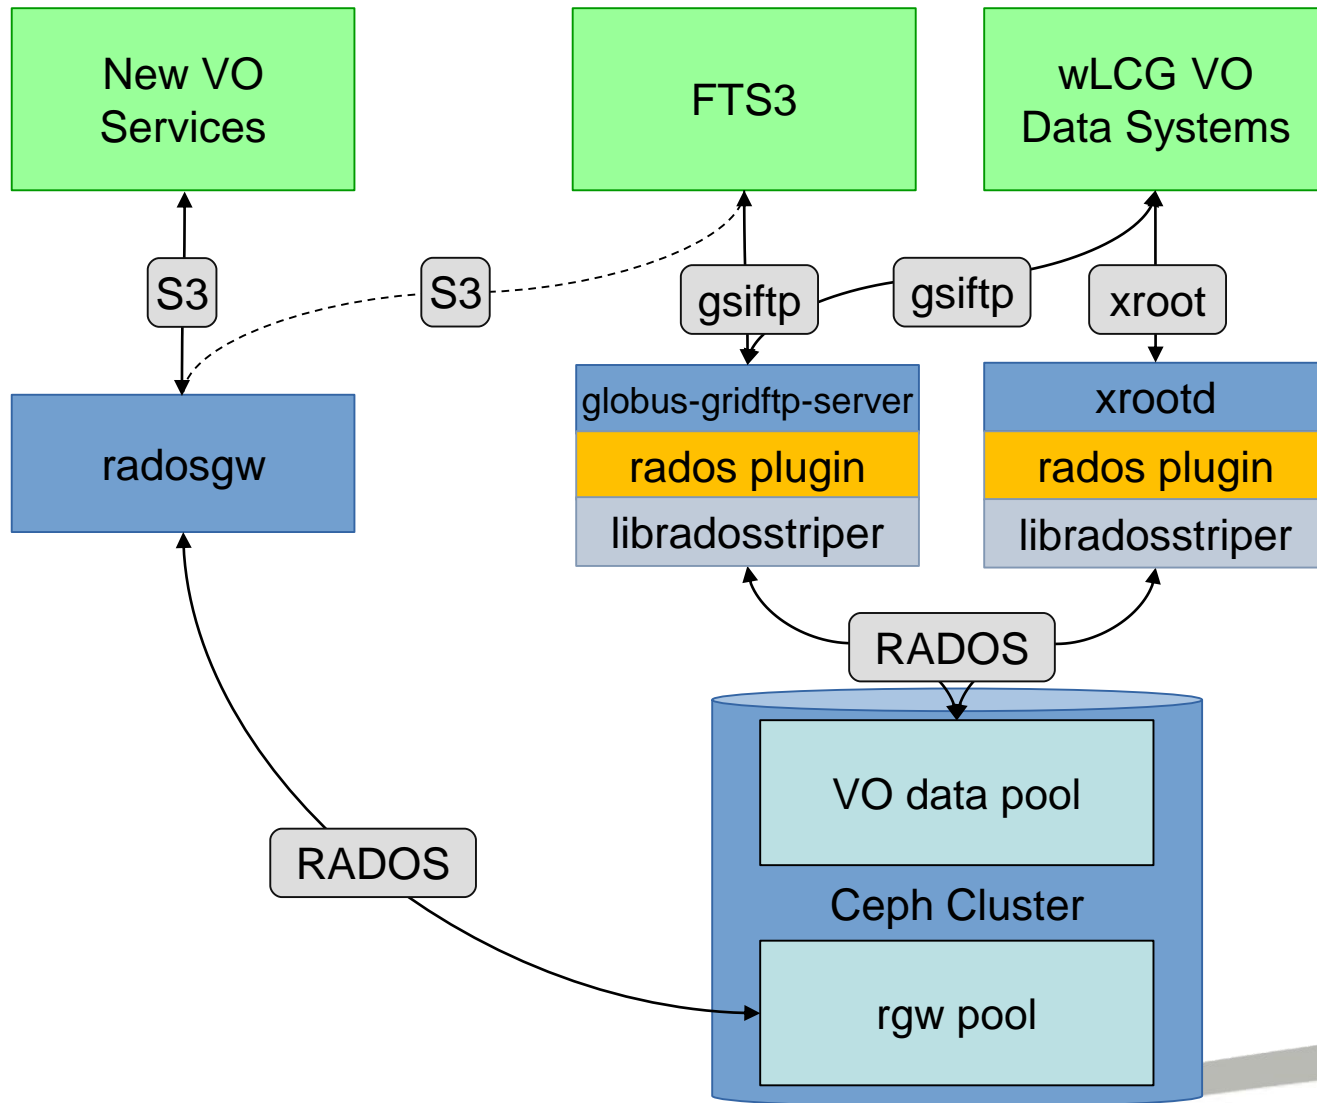 New VO
Services
FTS3
wLCG VO
Data Systems
S3
S3
gsiftp
gsiftp
xroot
radosgw
globus-gridftp-server
rados plugin
libradosstriper
xrootd
rados plugin
libradosstriper
RADOS
VO data pool
RADOS
Ceph Cluster
rgw pool